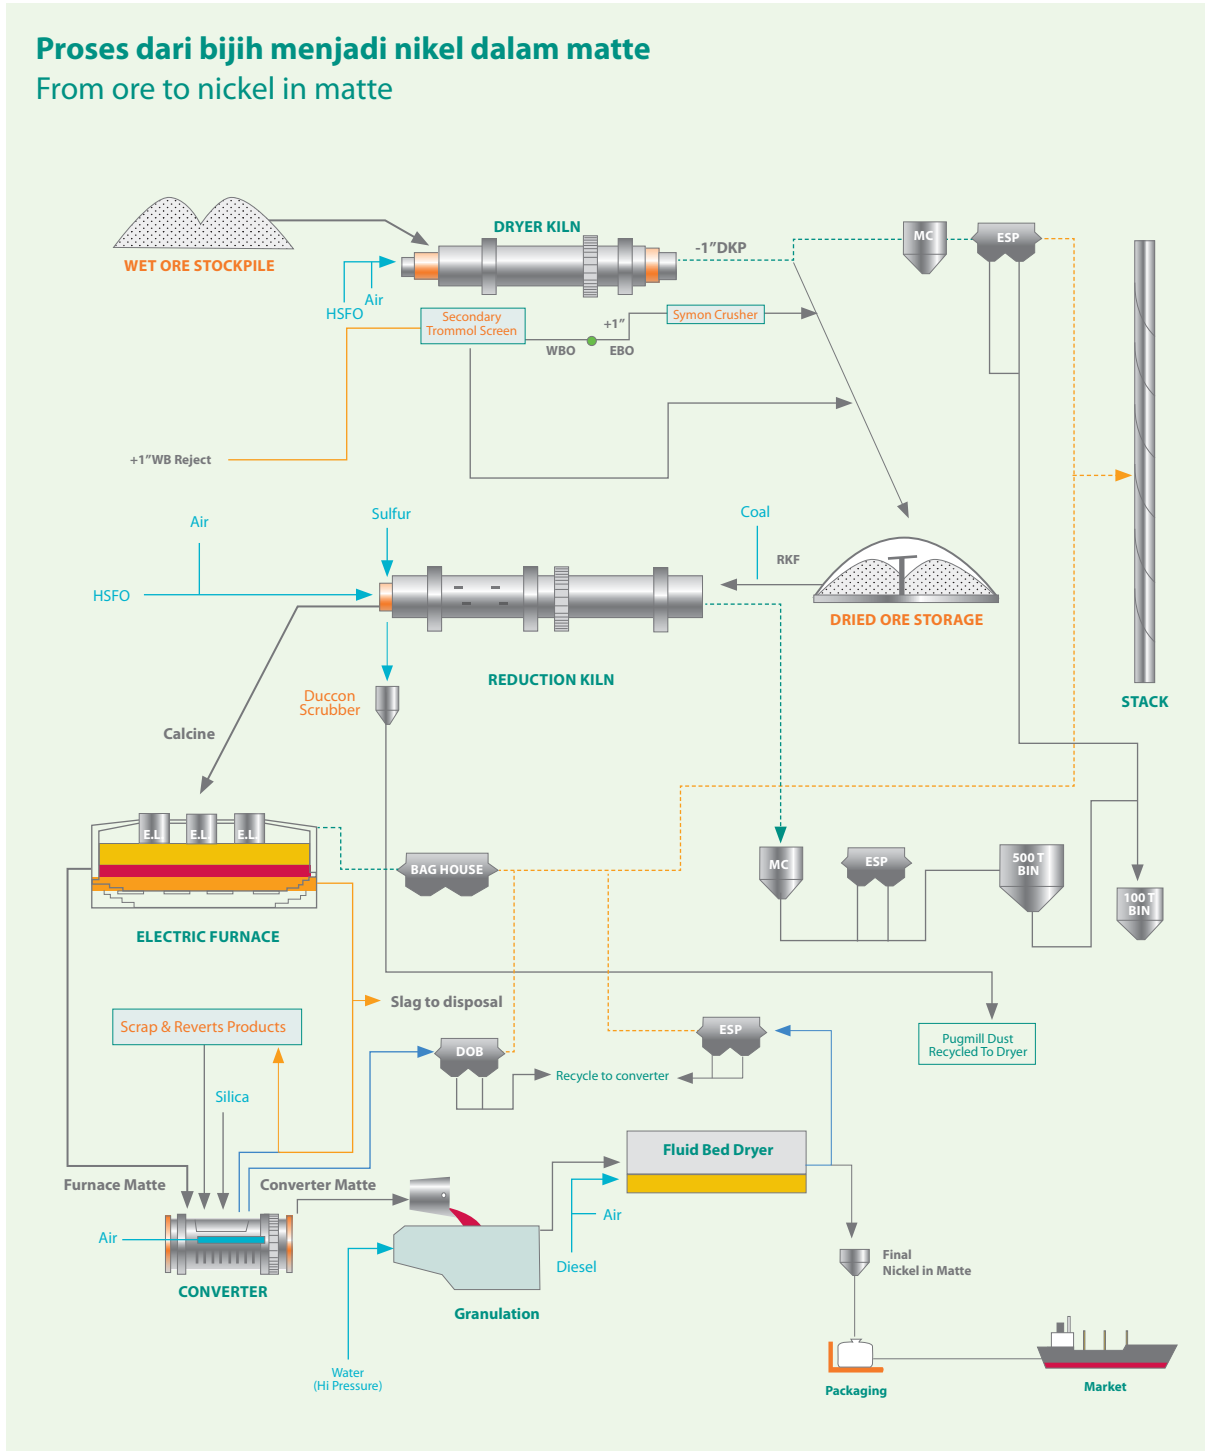 Proses dari bijih menjadi nikel dalam matte
From ore to nickel in matte
WET ORE STOCKPILE
DRYER KILN
-1”DKP
MC
ESP
HSFO
Air
Secondary
Trommol Screen
WBO
+1”
EBO
Symon Crusher
+1”WB Reject
Air
Sulfur
HSFO
Coal
RKF
DRIED ORE STORAGE
REDUCTION KILN
STACK
Duccon
Scrubber
Calcine
E.L.
E.L.
E.L.
BAG HOUSE
MC
ESP
500 T
BIN
100 T
BIN
ELECTRIC FURNACE
Slag to disposal
Scrap & Reverts Products
DOB
ESP
Pugmill Dust
Recycled To Dryer
Recycle to converter
Silica
Fluid Bed Dryer
Furnace Matte
Converter Matte
Air
Air
Diesel
Final
Nickel in Matte
CONVERTER
Granulation
Water
(Hi Pressure)
Packaging
Market